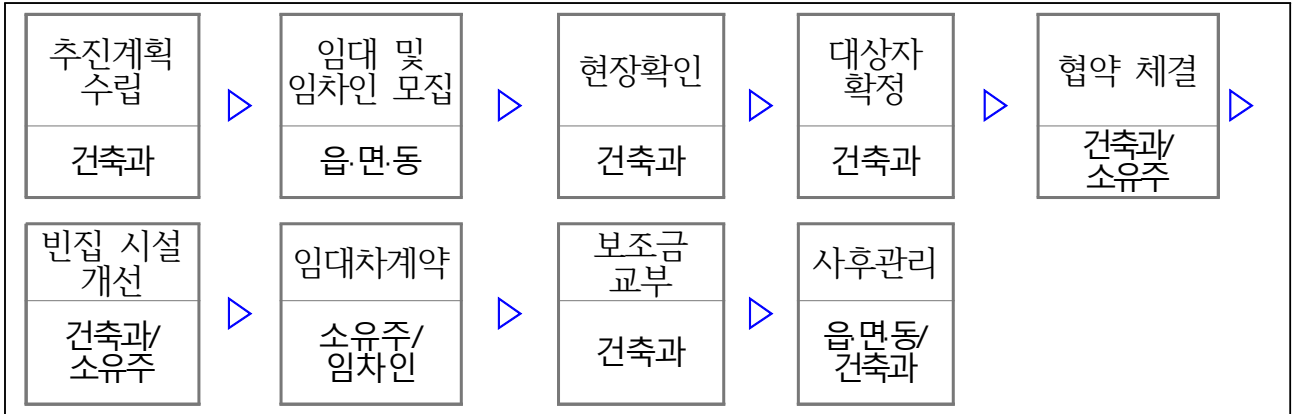 추진계획
수립
건축과
임대 및
임차인 모집
읍·면·동
현장확인
건축과
대상자
확정
건축과
협약 체결
건축과/
소유주
빈집 시설
개선
건축과/
소유주
임대차계약
소유주/
임차인
보조금
교부
건축과
사후관리
읍·면·동/
건축과